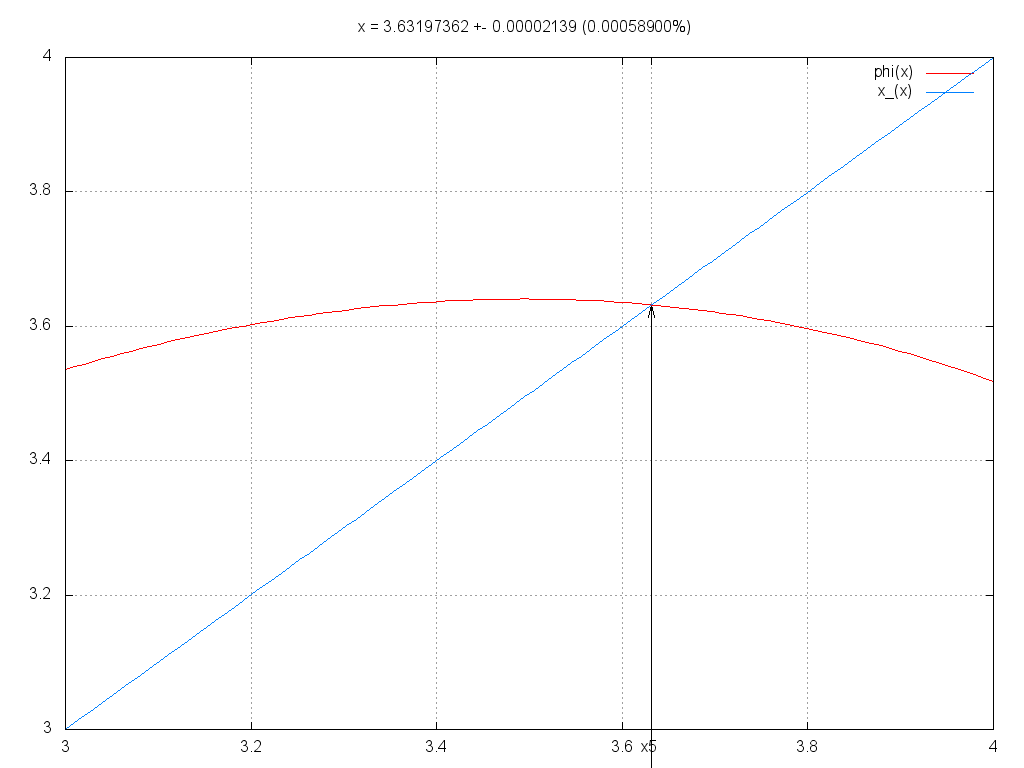 x = 3.63197362 +- 0.00002139 (0.00058900%)
4
phi(x)
x_(x)
3.8
3.6
3.4
3.2
3
3 3.2 3.4 3.6 x5 3.8 4